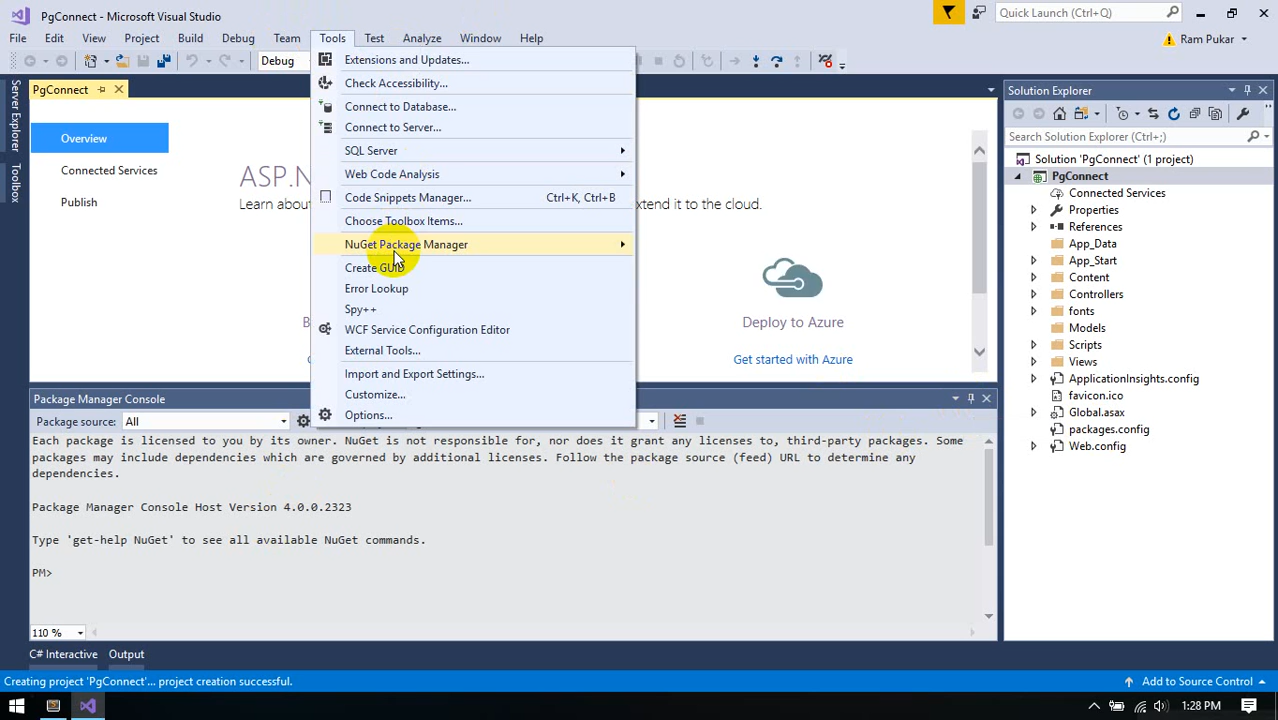 PgConnect - Microsoft Visual Studio
Quick Launch (Ctrl+Q)
File Edit View Project Build Debug Team Tools Test Analyze Window Help
Ram Pukar
Debug
Server Explorer
Toolbox
PgConnect
Overview
Connected Services
Publish
ASP.N
Learn about
xtend it to the cloud.
Deploy to Azure
Get started with Azure
Extensions and Updates...
Check Accessibility...
Connect to Database...
Connect to Server...
SQL Server
Web Code Analysis
Code Snippets Manager... Ctrl+K, Ctrl+B
Choose Toolbox Items...
NuGet Package Manager
Create GUID
Error Lookup
Spy++
WCF Service Configuration Editor
External Tools...
Import and Export Settings...
Customize...
Options...
Solution Explorer
Search Solution Explorer (Ctrl+;)
Solution 'PgConnect' (1 project)
PgConnect
Connected Services
Properties
References
App_Data
App_Start
Content
Controllers
fonts
Models
Scripts
Views
ApplicationInsights.config
favicon.ico
Global.asax
packages.config
Web.config
Package Manager Console
Package source: All
Each package is licensed to you by its owner. NuGet is not responsible for, nor does it grant any licenses to, third-party packages. Some
packages may include dependencies which are governed by additional licenses. Follow the package source (feed) URL to determine any
dependencies.
Package Manager Console Host Version 4.0.0.2323
Type 'get-help NuGet' to see all available NuGet commands.
PM>
110 %
C# Interactive Output
Creating project 'PgConnect'... project creation successful.
Add to Source Control
1:28 PM